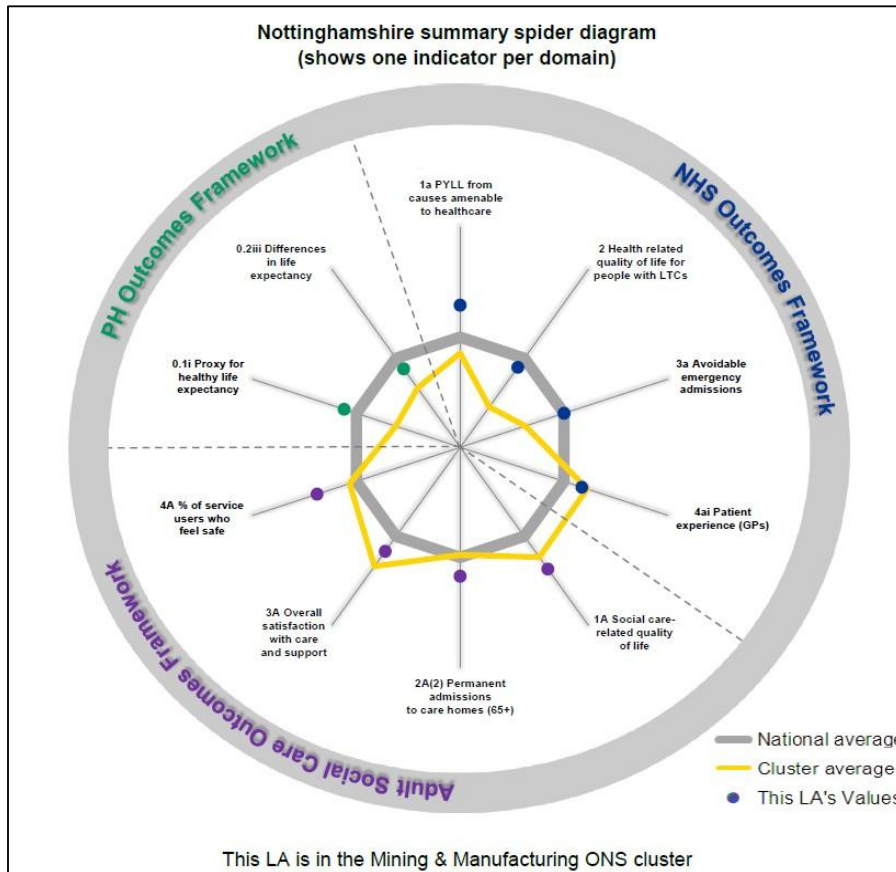 Nottinghamshire summary spider diagram
(shows one indicator per domain)
PH Outcomes Framework
NHS Outcomes Framework
Adult Social Care Outcomes Framework
1a PYLL from
causes amenable
to healthcare
2 Health related
quality of life for
people with LTCs
3a Avoidable
emergency
admissions
4ai Patient
experience (GPs)
1A Social care-
related quality
of life
2A(2) Permanent
admissions
to care homes (65+)
3A Overall
satisfaction
with care
and support
4A % of service
users who
feel safe
0.1i Proxy for
healthy life
expectancy
0.2iii Differences
in life
expectancy
National average
Cluster average
This LA's Values
This LA is in the Mining & Manufacturing ONS cluster